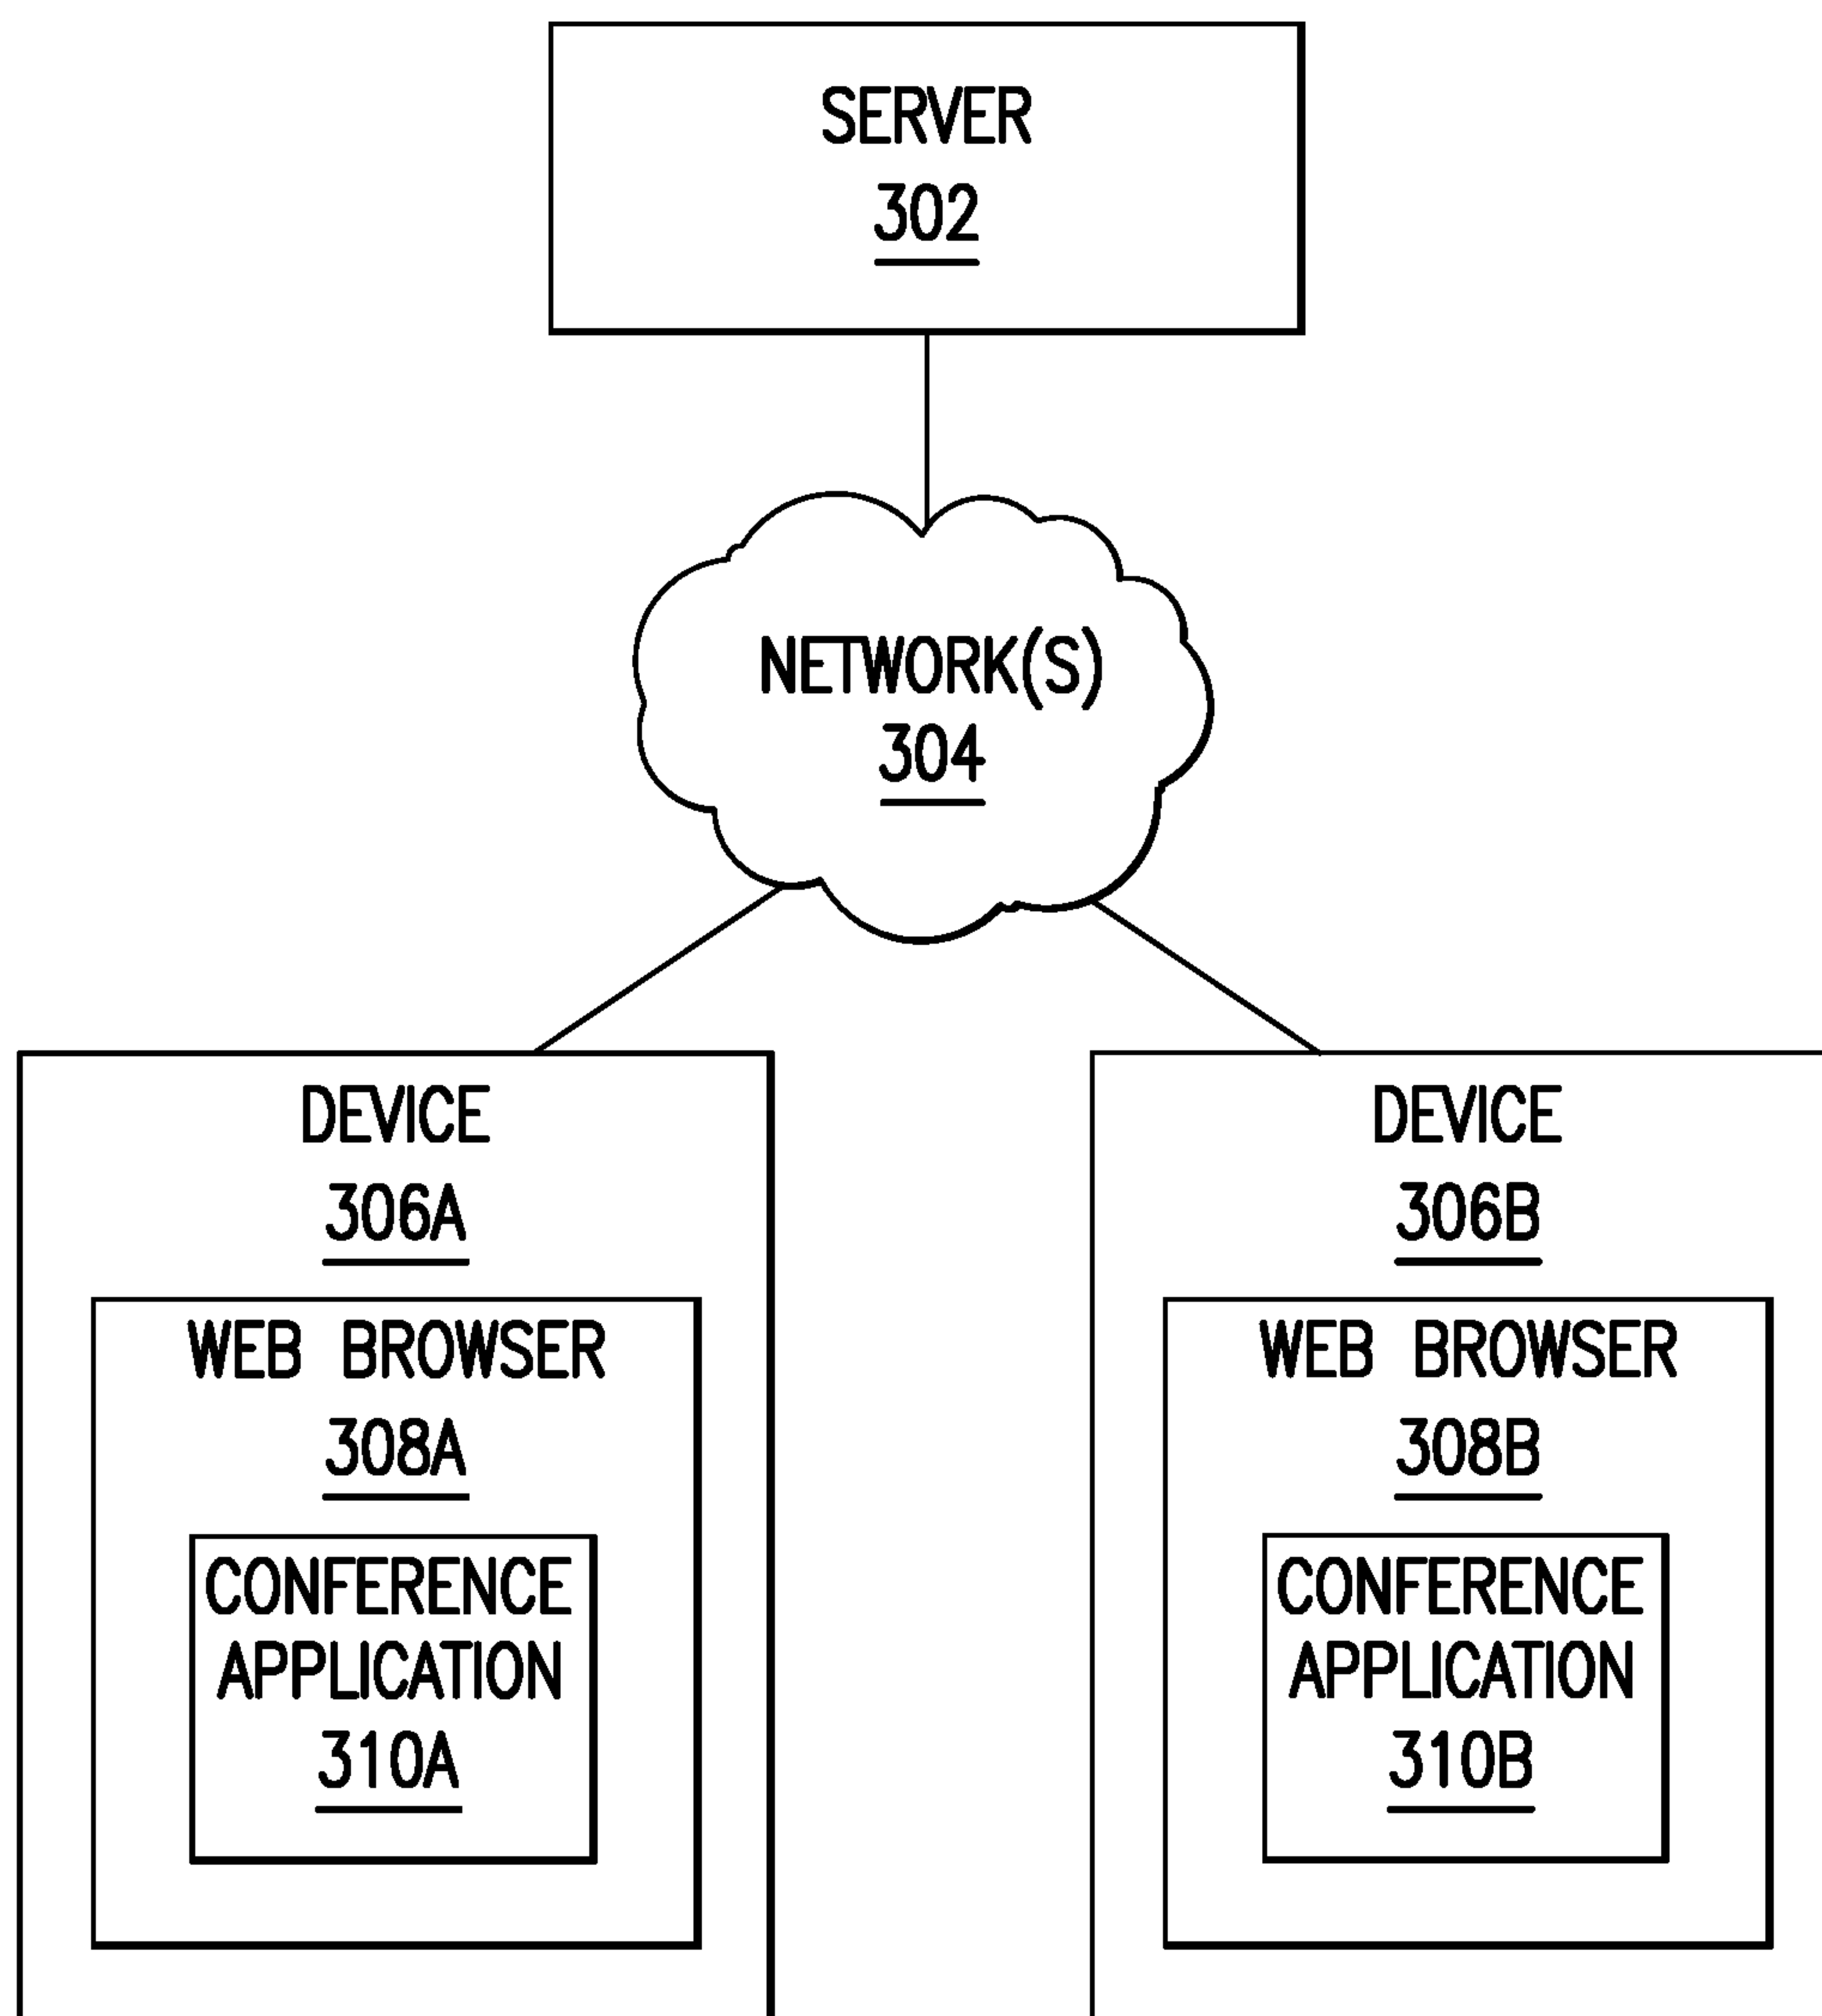 SERVER
302
NETWORK(S)
304
DEVICE
306A
WEB BROWSER
308A
CONFERENCE
APPLICATION
310A
DEVICE
306B
WEB BROWSER
308B
CONFERENCE
APPLICATION
310B